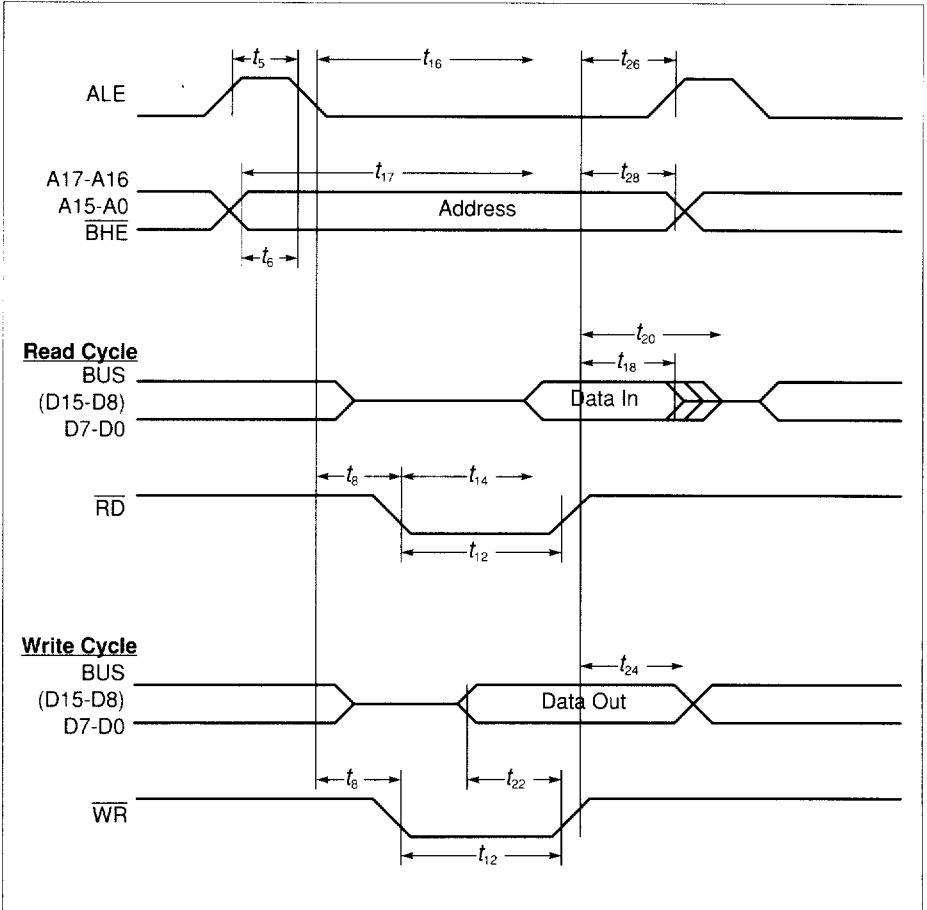 t5 t16 t26
ALE
A17-A16
A15-A0
BHE
t17 t28
Address
t6
t20
t18
Read Cycle
BUS
(D15-D8)
D7-D0
Data In
t8 t14
RD
t12
Write Cycle
BUS
(D15-D8)
D7-D0
t24
Data Out
t8 t22
WR
t12